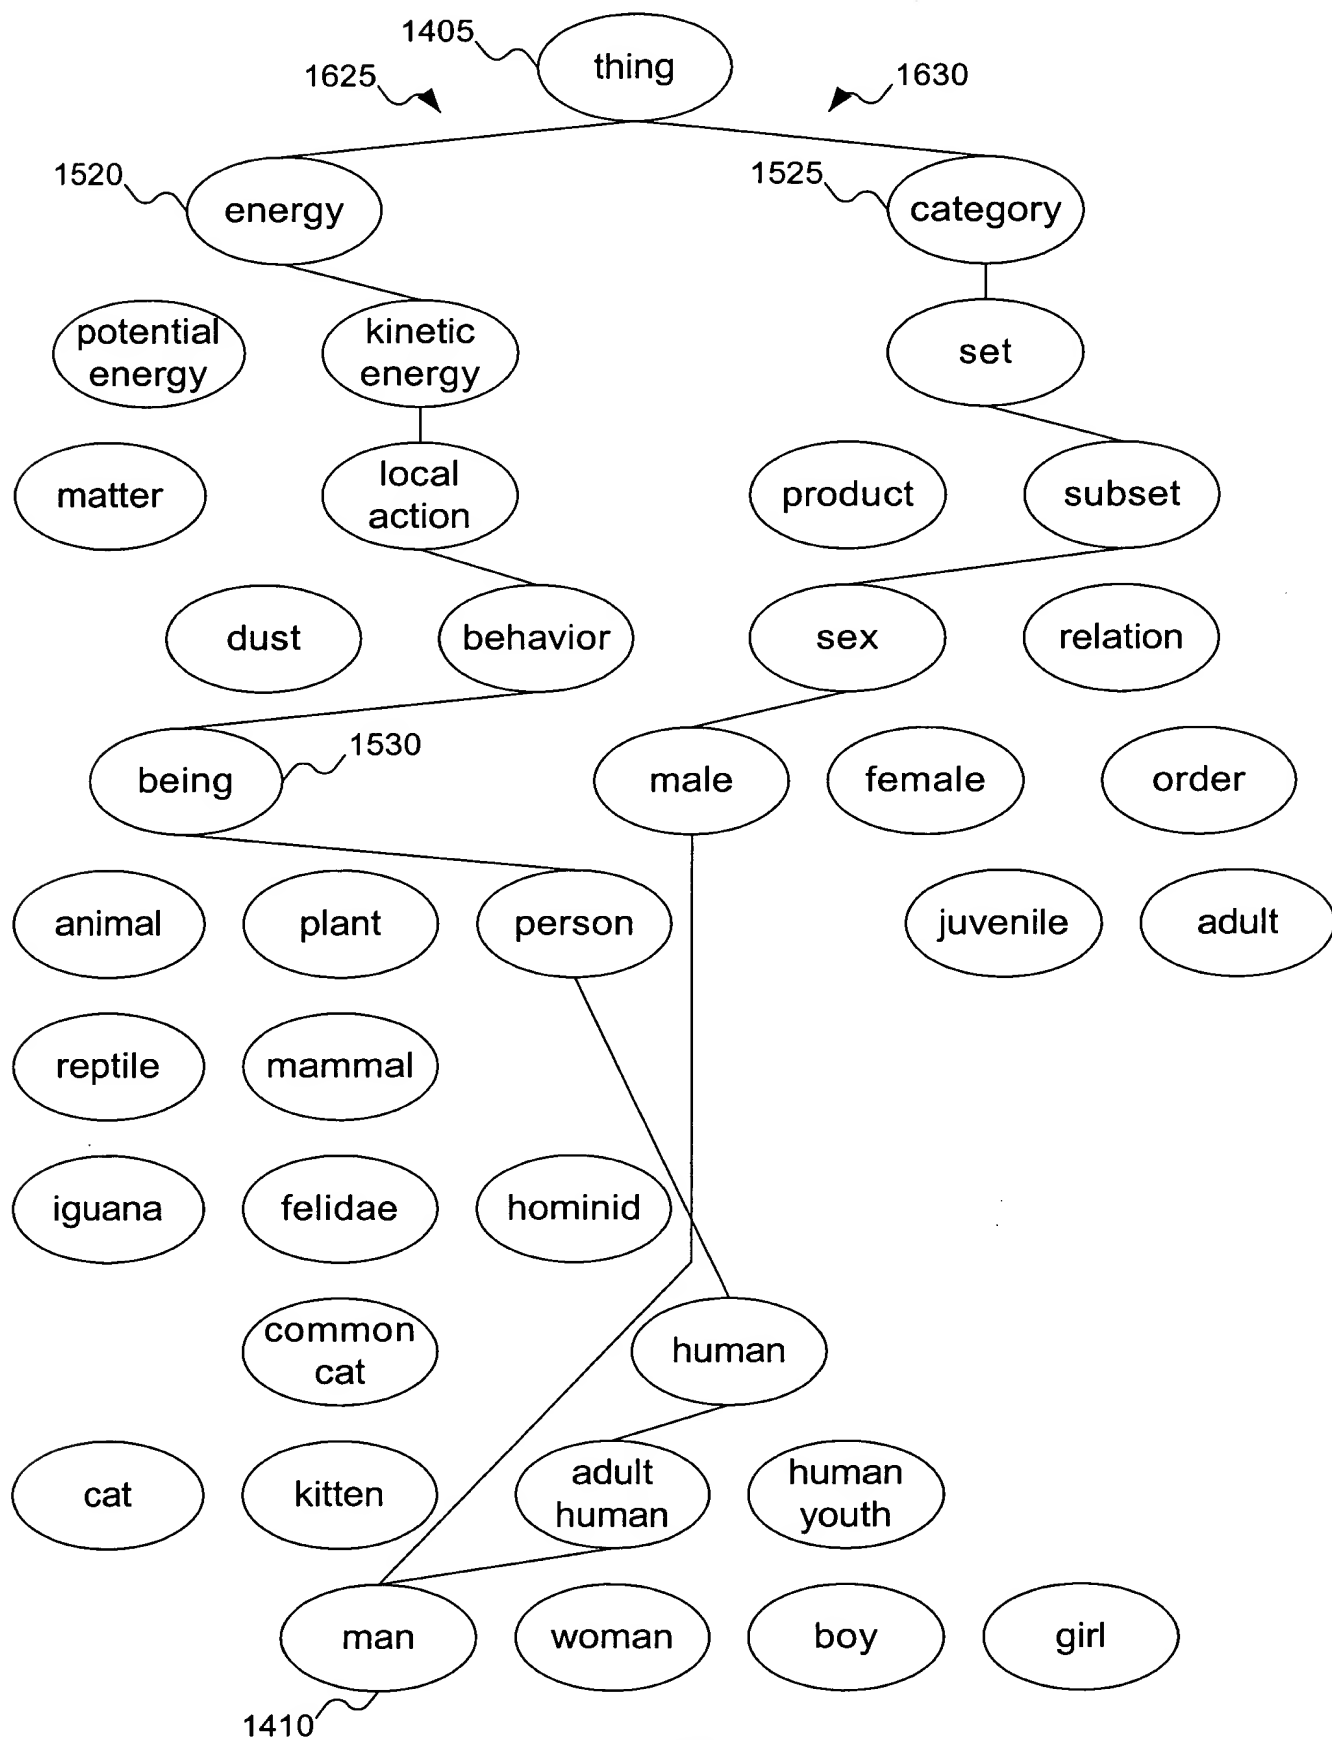 1405
thing
1625
1630
1520
energy
1525
category
potential
energy
kinetic
energy
set
matter
local
action
product
subset
dust
behavior
sex
relation
being
1530
male
female
order
animal
plant
person
juvenile
adult
reptile
mammal
iguana
felidae
hominid
common
cat
human
cat
kitten
adult
human
human
youth
man
woman
boy
girl
1410